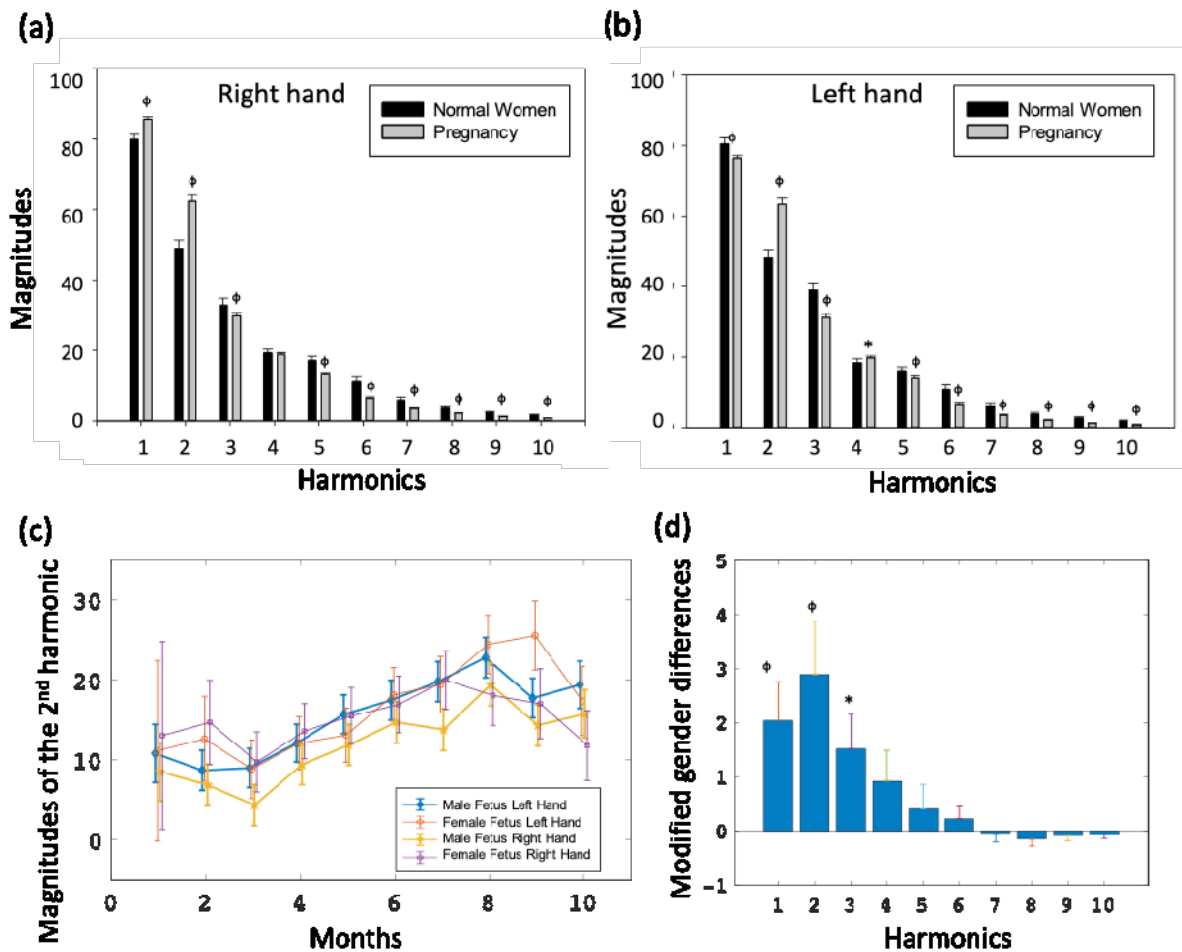 (a)
Right hand
Normal Women
Pregnancy
Magnitudes
100
80
60
40
20
0
ϕ ϕ ϕ ϕ ϕ ϕ ϕ ϕ ϕ
1 2 3 4 5 6 7 8 9 10
Harmonics
(b)
Left hand
Normal Women
Pregnancy
Magnitudes
100
80
60
40
20
0
ϕ ϕ ϕ * ϕ ϕ ϕ ϕ ϕ ϕ
1 2 3 4 5 6 7 8 9 10
Harmonics
(c)
Magnitudes of the 2nd harmonic
30
20
10
0
Male Fetus Left Hand
Female Fetus Left Hand
Male Fetus Right Hand
Female Fetus Right Hand
0 2 4 6 8 10
Months
(d)
Modified gender differences
5
4
3
2
1
0
−1
ϕ ϕ *
1 2 3 4 5 6 7 8 9 10
Harmonics